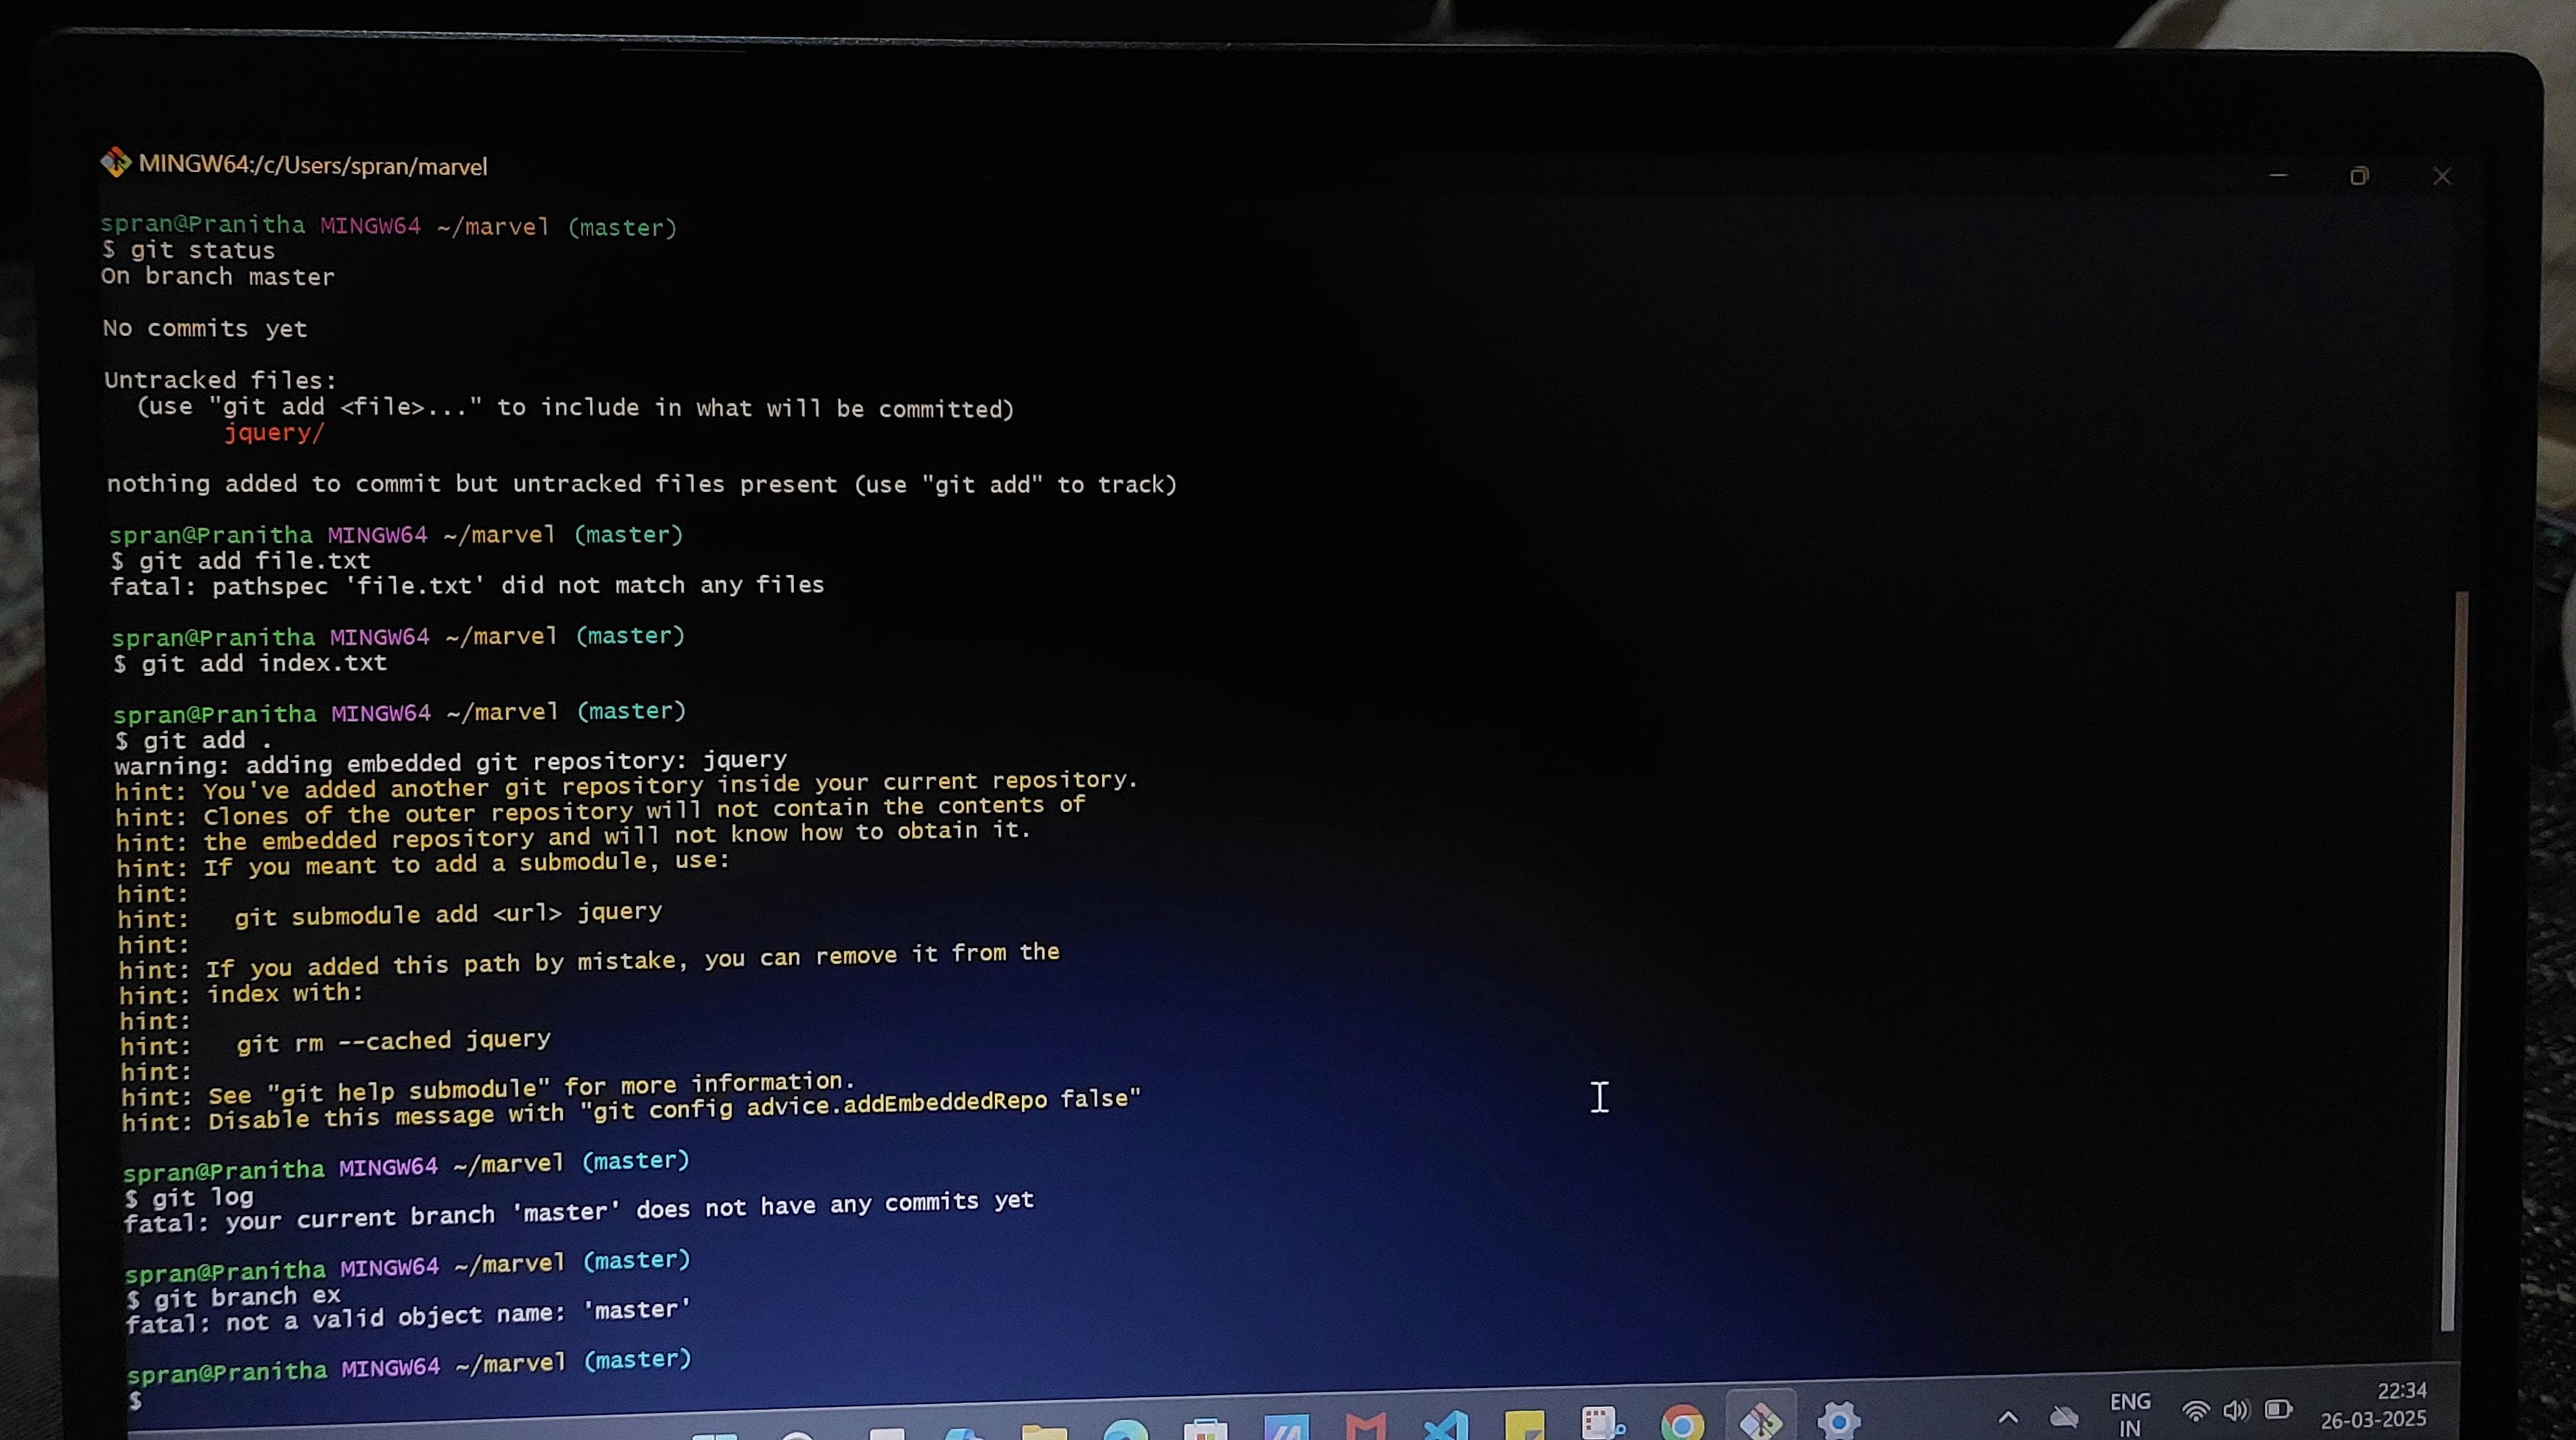 MINGW64:/c/Users/spran/marvel
spran@Pranitha MINGW64 ~/marvel (master)
$ git status
On branch master
No commits yet
Untracked files:
(use "git add <file>..." to include in what will be committed)
jquery/
nothing added to commit but untracked files present (use "git add" to track)
spran@Pranitha MINGW64 ~/marvel (master)
$ git add file.txt
fatal: pathspec 'file.txt' did not match any files
spran@Pranitha MINGW64 ~/marvel (master)
$ git add index.txt
spran@Pranitha MINGW64 ~/marvel (master)
$ git add .
warning: adding embedded git repository: jquery
hint: You've added another git repository inside your current repository.
hint: Clones of the outer repository will not contain the contents of
hint: the embedded repository and will not know how to obtain it.
hint: If you meant to add a submodule, use:
hint:
hint: git submodule add <url> jquery
hint:
hint: If you added this path by mistake, you can remove it from the
hint: index with:
hint:
hint: git rm --cached jquery
hint:
hint: See "git help submodule" for more information.
hint: Disable this message with "git config advice.addEmbeddedRepo false"
spran@Pranitha MINGW64 ~/marvel (master)
$ git log
fatal: your current branch 'master' does not have any commits yet
spran@Pranitha MINGW64 ~/marvel (master)
$ git branch ex
fatal: not a valid object name: 'master'
spran@Pranitha MINGW64 ~/marvel (master)
$
ENG
IN
22:34
26-03-2025